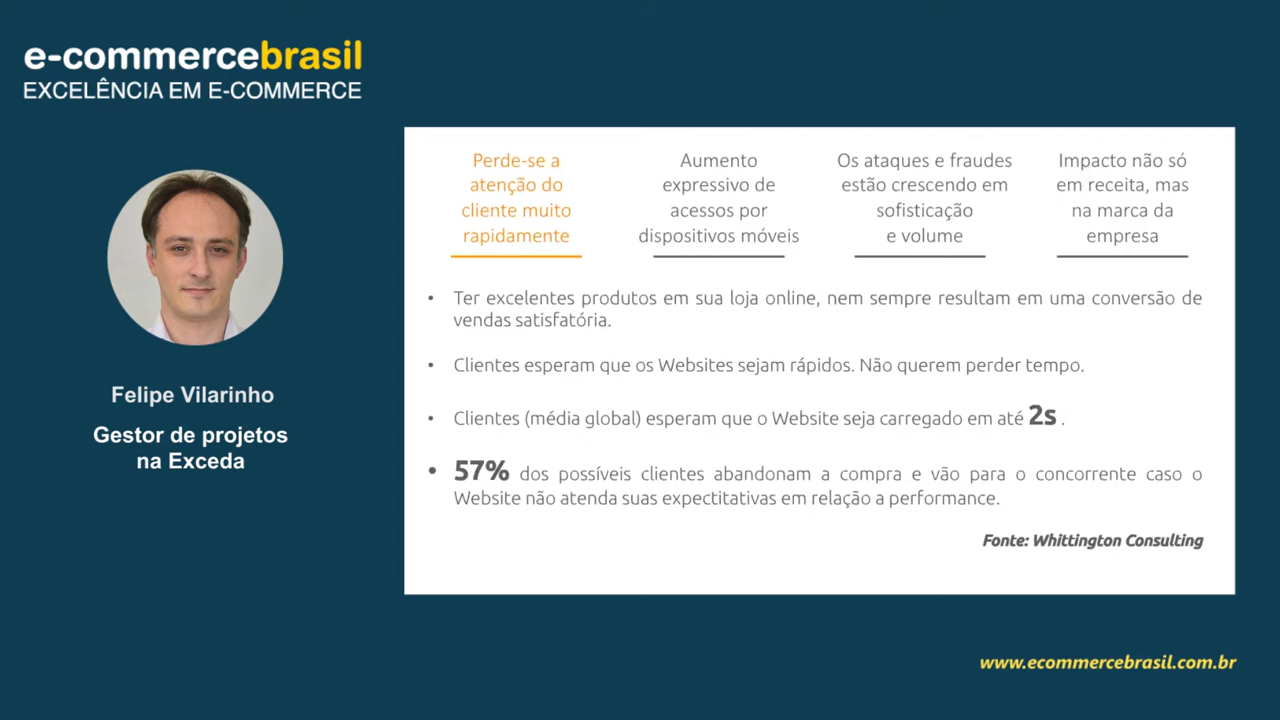 e-commercebrasil
EXCELÊNCIA EM E-COMMERCE
Felipe Vilarinho
Gestor de projetos
na Exceda
Perde-se a
atenção do
cliente muito
rapidamente
Aumento
expressivo de
acessos por
dispositivos móveis
Os ataques e fraudes
estão crescendo em
sofisticação
e volume
Impacto não só
em receita, mas
na marca da
empresa
• Ter excelentes produtos em sua loja online, nem sempre resultam em uma conversão de
vendas satisfatória.
• Clientes esperam que os Websites sejam rápidos. Não querem perder tempo.
• Clientes (média global) esperam que o Website seja carregado em até 2s .
• 57% dos possíveis clientes abandonam a compra e vão para o concorrente caso o
Website não atenda suas expectitativas em relação a performance.
Fonte: Whittington Consulting
www.ecommercebrasil.com.br